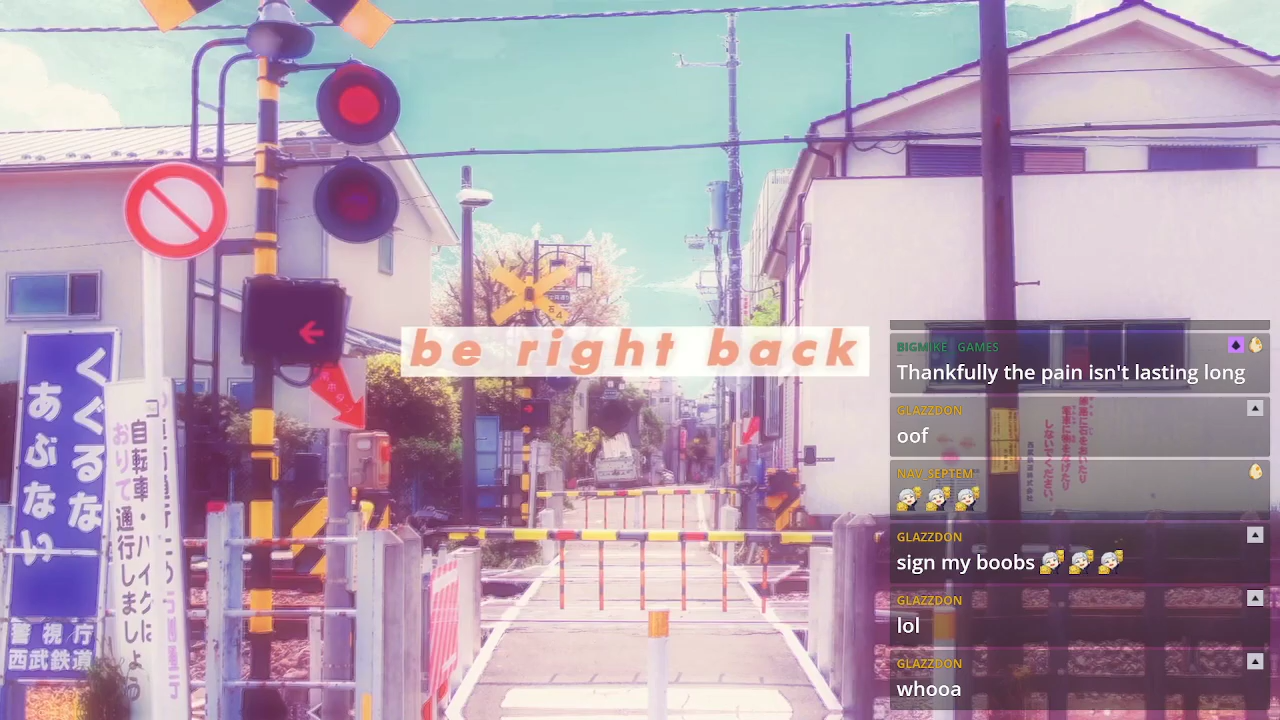 be right back
BIGMIKE_GAMES
Thankfully the pain isn't lasting long
GLAZZDON
oof
NAV_SEPTEM
GLAZZDON
sign my boobs
GLAZZDON
lol
GLAZZDON
whooa
くぐるな
あぶない
警視庁
西武鉄道
自転車・バイクは
おりて通行しましょう